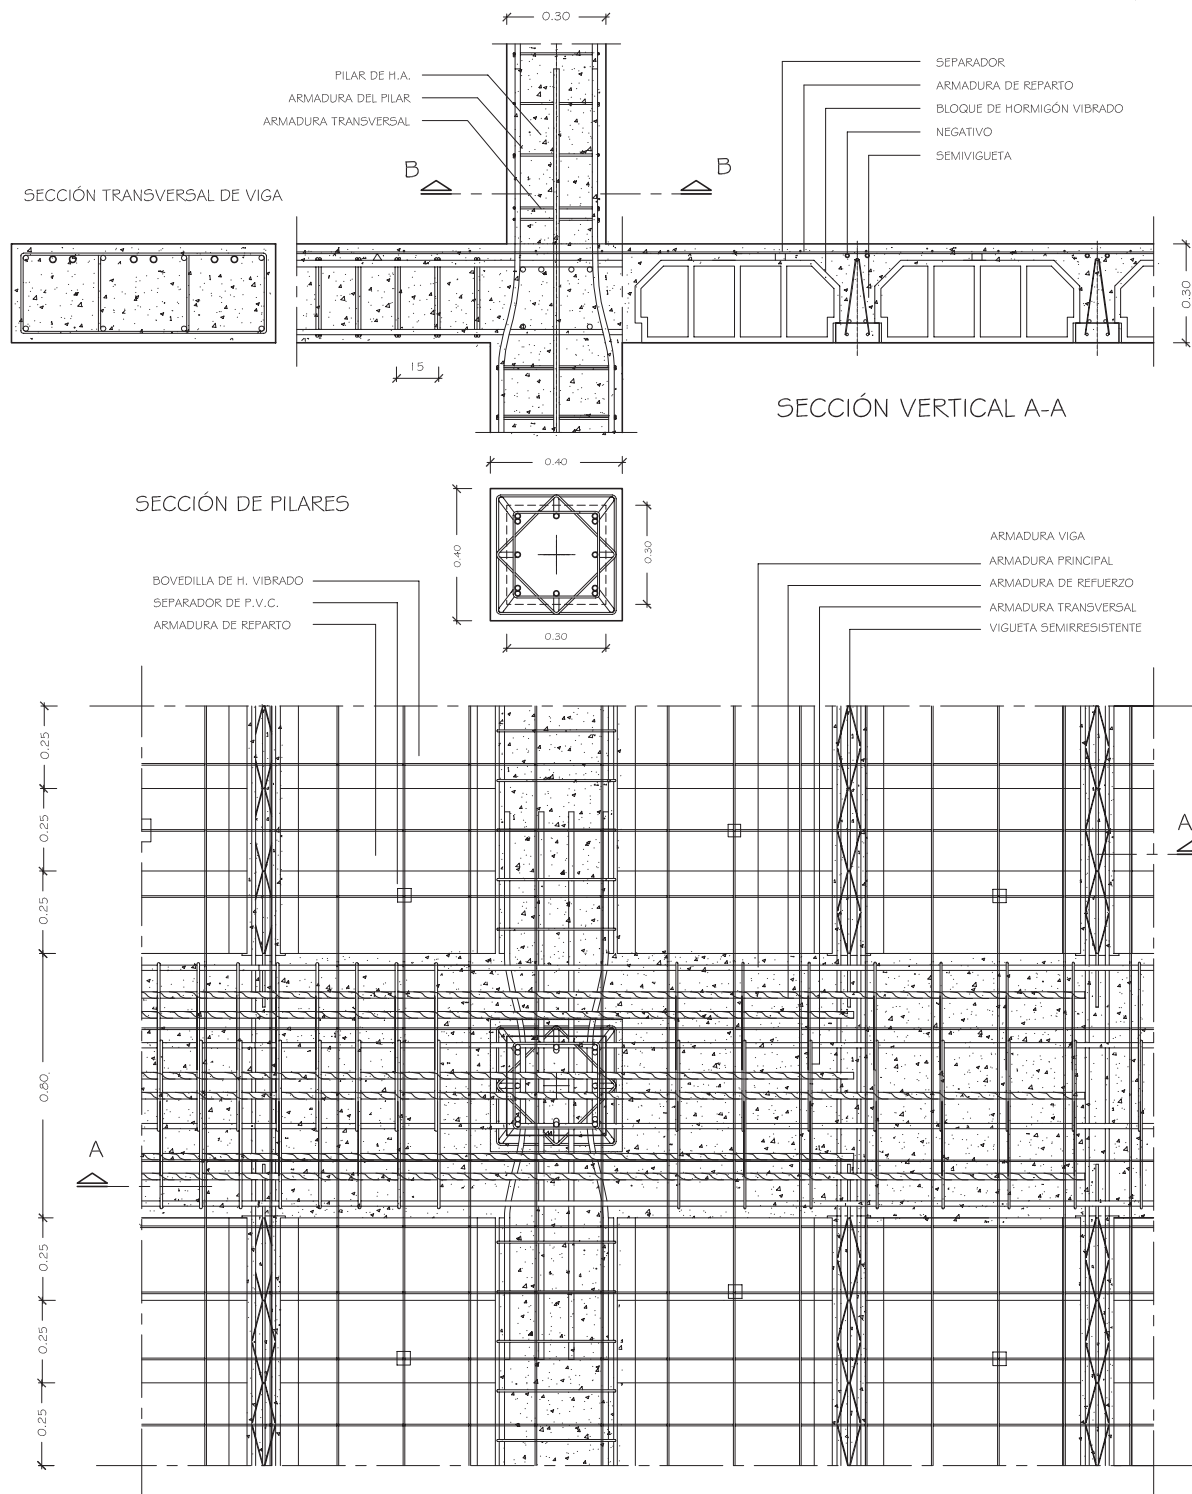 0.30
PILAR DE H.A.
ARMADURA DEL PILAR
ARMADURA TRANSVERSAL
SEPARADOR
ARMADURA DE REPARTO
BLOQUE DE HORMIGÓN VIBRADO
NEGATIVO
SEMIVIGUETA
B
B
SECCIÓN TRANSVERSAL DE VIGA
0.30
15
SECCIÓN VERTICAL A-A
0.40
SECCIÓN DE PILARES
0.40
0.30
0.30
ARMADURA VIGA
ARMADURA PRINCIPAL
ARMADURA DE REFUERZO
ARMADURA TRANSVERSAL
VIGUETA SEMIRRESISTENTE
BOVEDILLA DE H. VIBRADO
SEPARADOR DE P.V.C.
ARMADURA DE REPARTO
0.25
0.25
0.25
0.80.
0.25
0.25
0.25
A
A